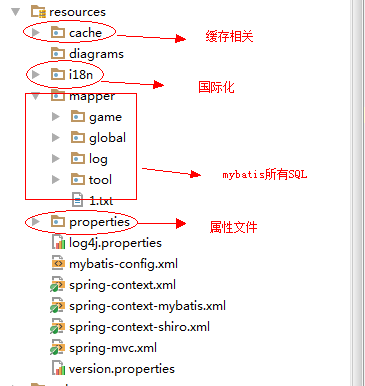 resources
cache
缓存相关
diagrams
i18n
国际化
mapper
game
global
log
mybatis所有SQL
tool
1.txt
properties
属性文件
log4j.properties
mybatis-config.xml
spring-context.xml
spring-context-mybatis.xml
spring-context-shiro.xml
spring-mvc.xml
version.properties